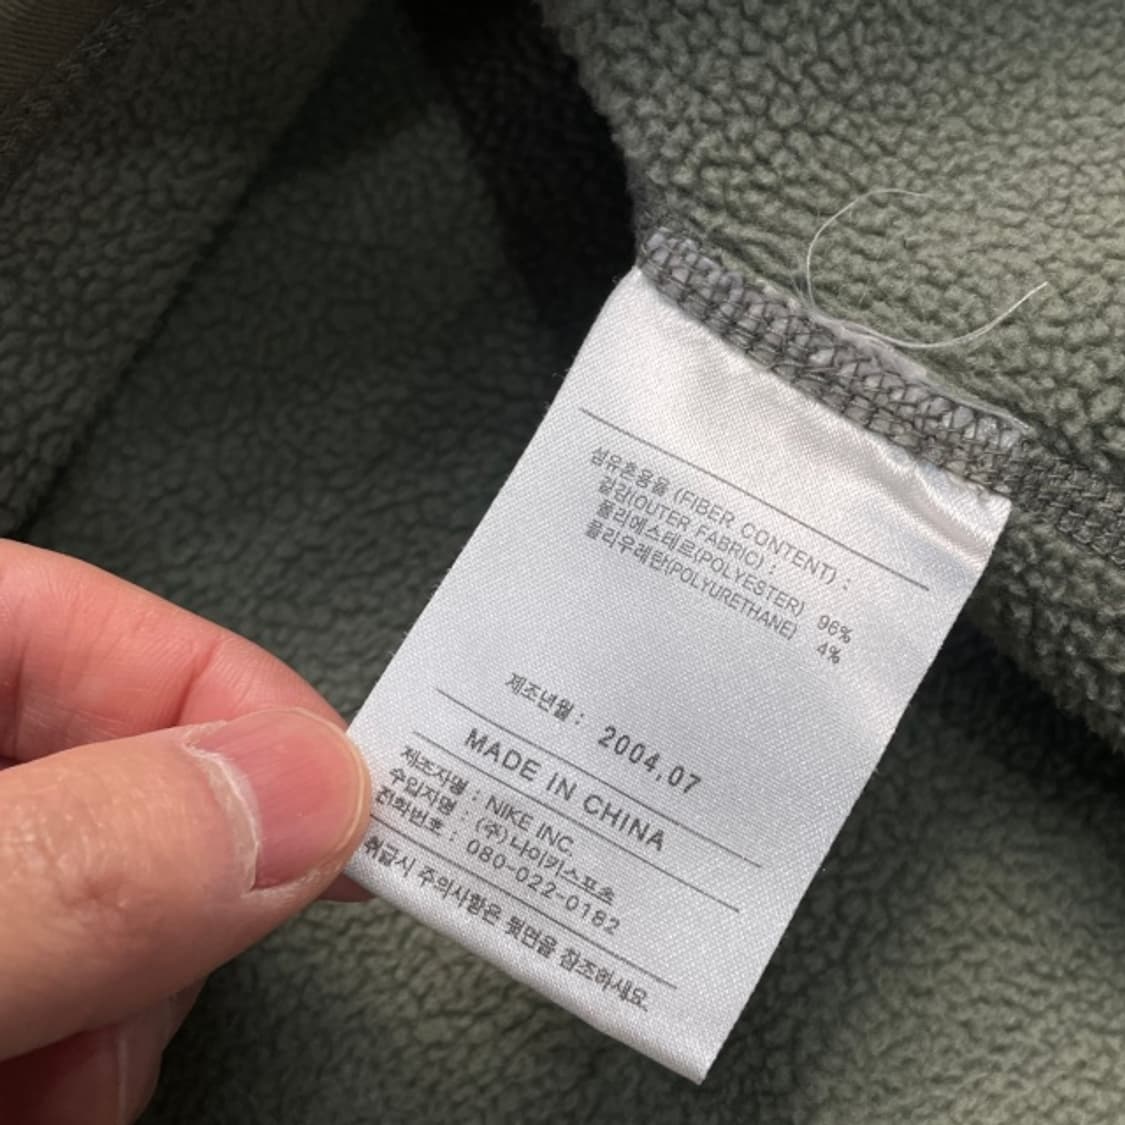 섬유혼용율 (FIBER CONTENT) :
겉감(OUTER FABRIC) :
폴리에스테르(POLYESTER) 96%
폴리우레탄(POLYURETHANE) 4%
제조년월 : 2004.07
MADE IN CHINA
제조자명 : NIKE INC.
수입자명 : (주)나이키스포츠
전화번호 : 080-022-0182
취급시 주의사항은 뒷면을 참조하세요.